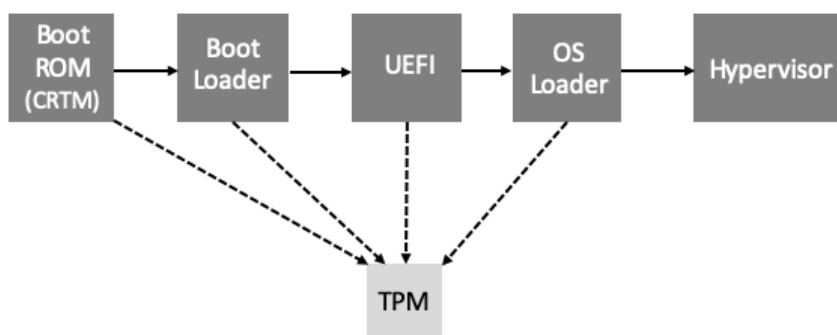 Boot
ROM
(CRTM)
Boot
Loader
UEFI
OS
Loader
Hypervisor
TPM